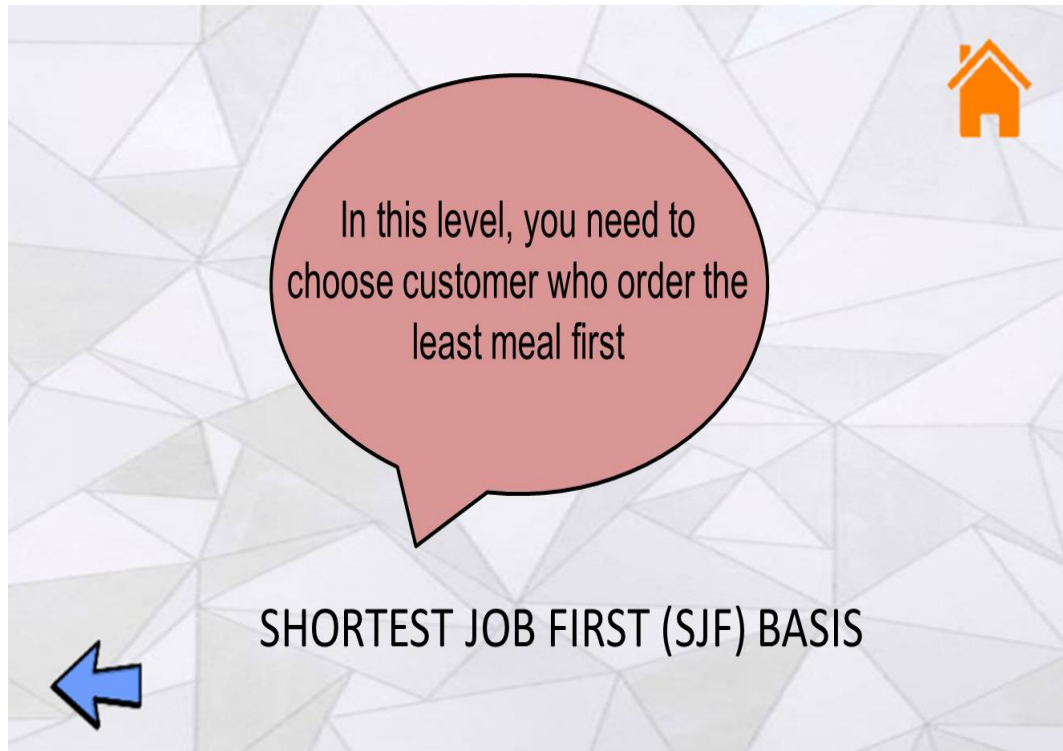 In this level, you need to
choose customer who order the
least meal first
SHORTEST JOB FIRST (SJF) BASIS